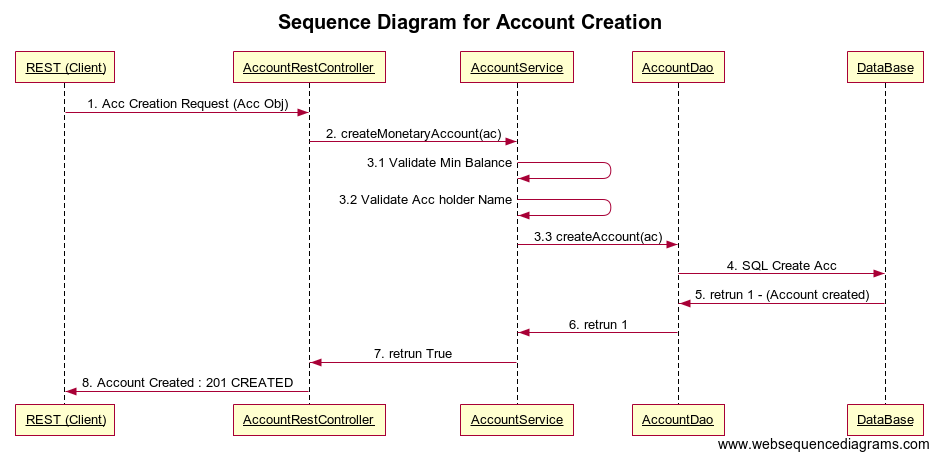 Sequence Diagram for Account Creation
REST (Client)
AccountRestController
AccountService
AccountDao
DataBase
1. Acc Creation Request (Acc Obj)
2. createMonetaryAccount(ac)
3.1 Validate Min Balance
3.2 Validate Acc holder Name
3.3 createAccount(ac)
4. SQL Create Acc
5. retrun 1 - (Account created)
6. retrun 1
7. retrun True
8. Account Created : 201 CREATED
REST (Client)
AccountRestController
AccountService
AccountDao
DataBase
www.websequencediagrams.com